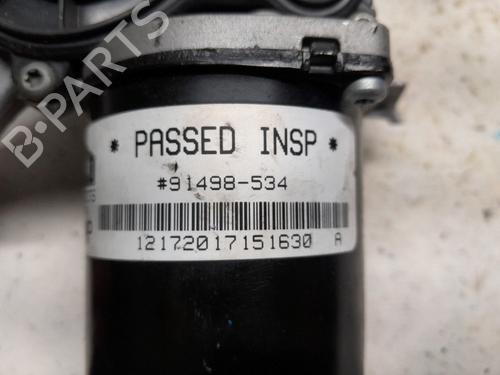 B-PARTS
* PASSED INSP *
#91498-534
12172017151630 A